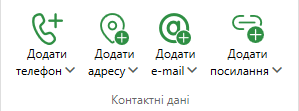 Додати Додати Додати Додати
телефон адресу e-mail посилання
Контактні дані